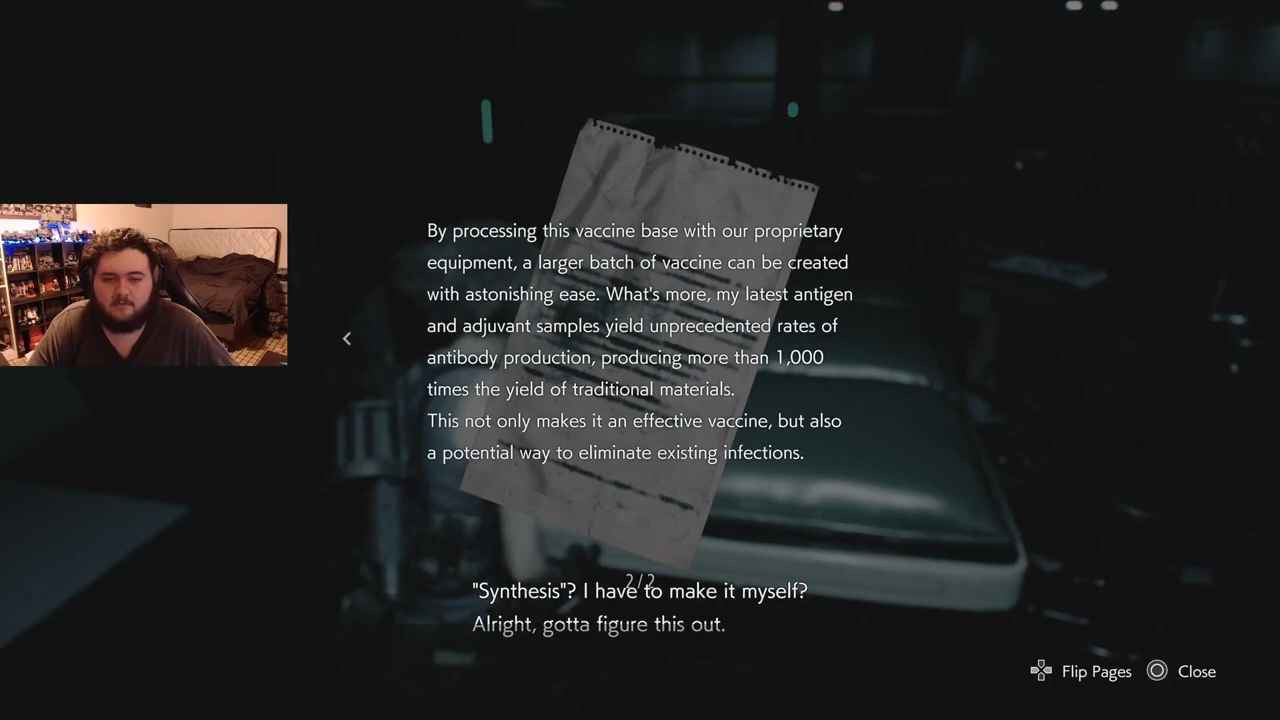 By processing this vaccine base with our proprietary
equipment, a larger batch of vaccine can be created
with astonishing ease. What's more, my latest antigen
and adjuvant samples yield unprecedented rates of
antibody production, producing more than 1,000
times the yield of traditional materials.
This not only makes it an effective vaccine, but also
a potential way to eliminate existing infections.
2/2
"Synthesis"? I have to make it myself?
Alright, gotta figure this out.
Flip Pages Close